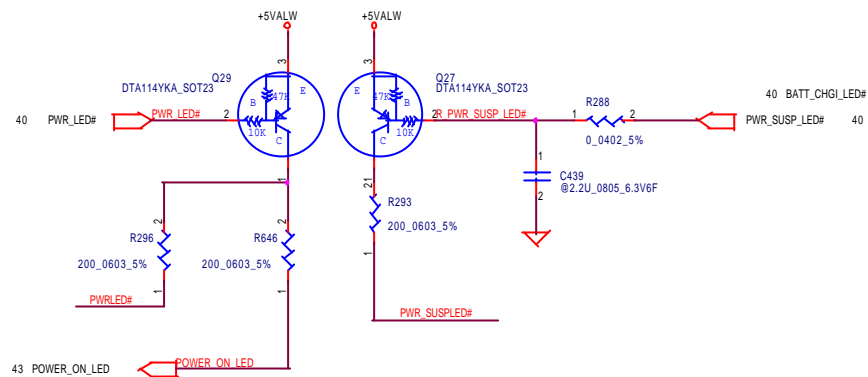 +5VALW
+5VALW
3
3
Q29
DTA114YKA_SOT23
Q27
DTA114YKA_SOT23
E
E
47K
47K
B
B
10K
10K
C
C
40 PWR_LED#
PWR_LED#
2
2
R_PWR_SUSP_LED#
1
R288
2
0_0402_5%
40 BATT_CHGI_LED#
PWR_SUSP_LED# 40
1
C439
@2.2U_0805_6.3V6F
2
1
21
2
R296
200_0603_5%
1
2
R646
200_0603_5%
1
R293
200_0603_5%
1
PWRLED#
PWR_SUSPLED#
43 POWER_ON_LED
POWER_ON_LED